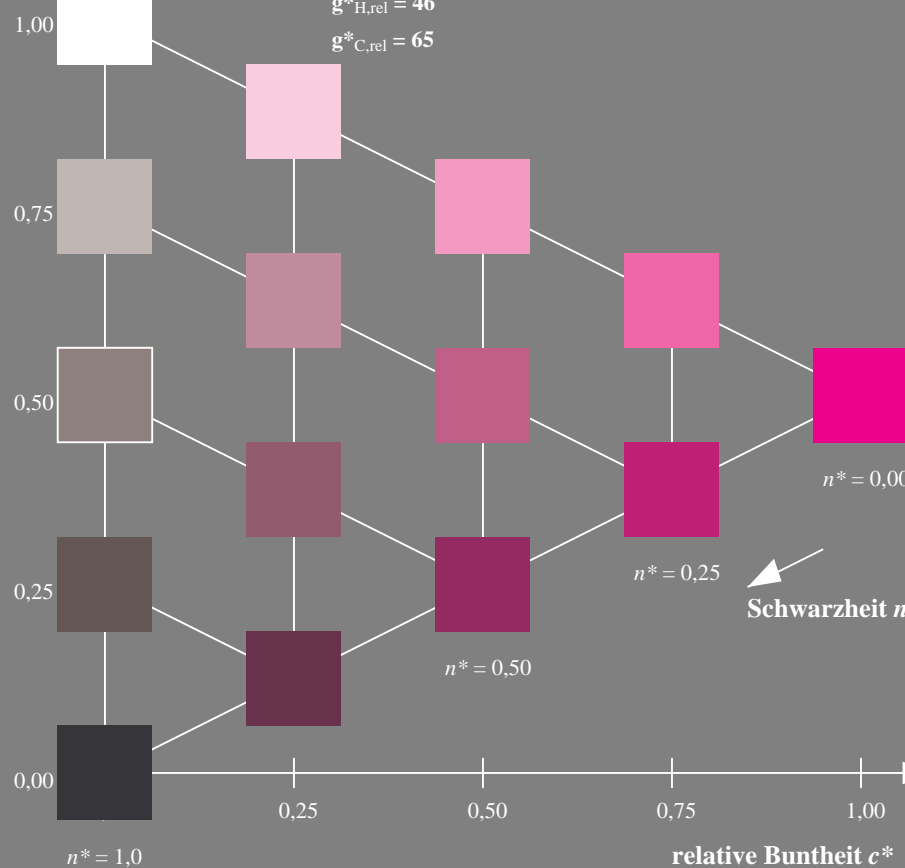 g*H,rel = 46
1,00
g*C,rel = 65
0,75
0,50
n* = 0,00
0,25
n* = 0,25
Schwarzheit n
n* = 0,50
0,00
0,25 0,50 0,75 1,00
n* = 1,0
relative Buntheit c*